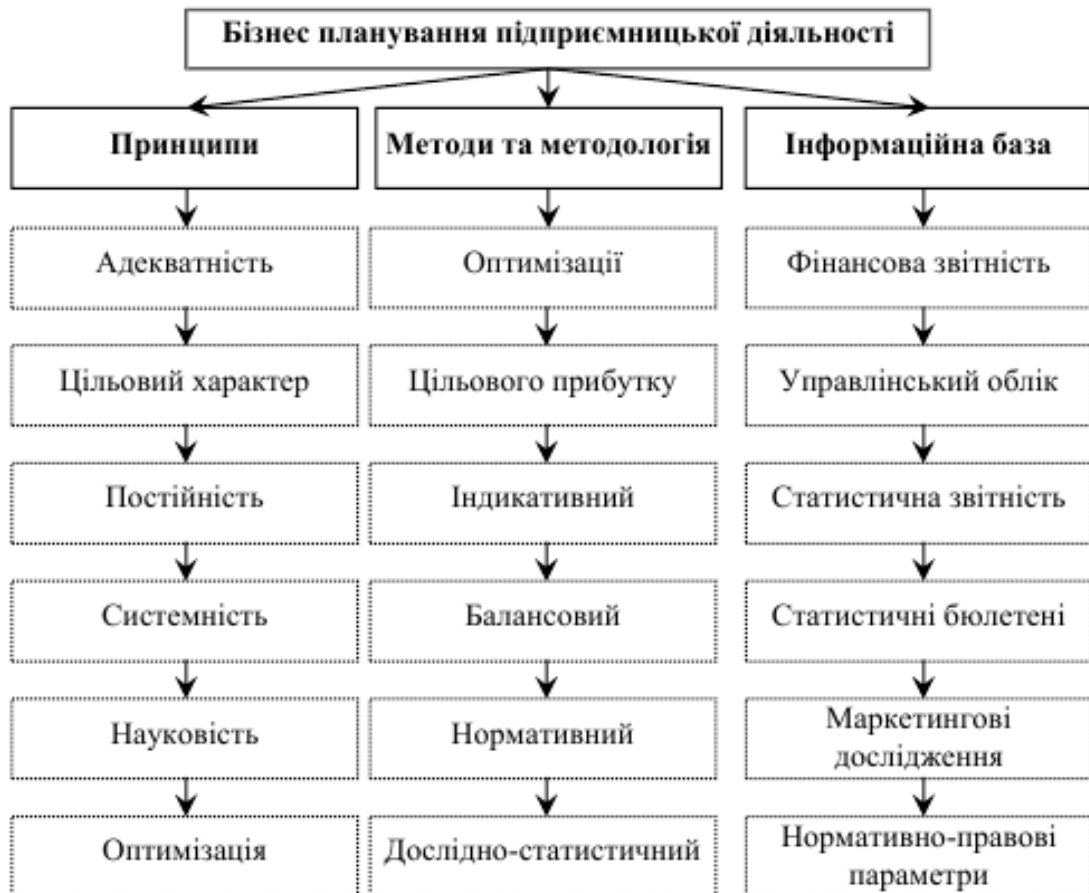 Бізнес планування підприємницької діяльності
Принципи
Методи та методологія
Інформаційна база
Адекватність
Оптимізації
Фінансова звітність
Цільовий характер
Цільового прибутку
Управлінський облік
Постійність
Індикативний
Статистична звітність
Системність
Балансовий
Статистичні бюлетені
Науковість
Нормативний
Маркетингові
дослідження
Оптимізація
Дослідно-статистичний
Нормативно-правові
параметри